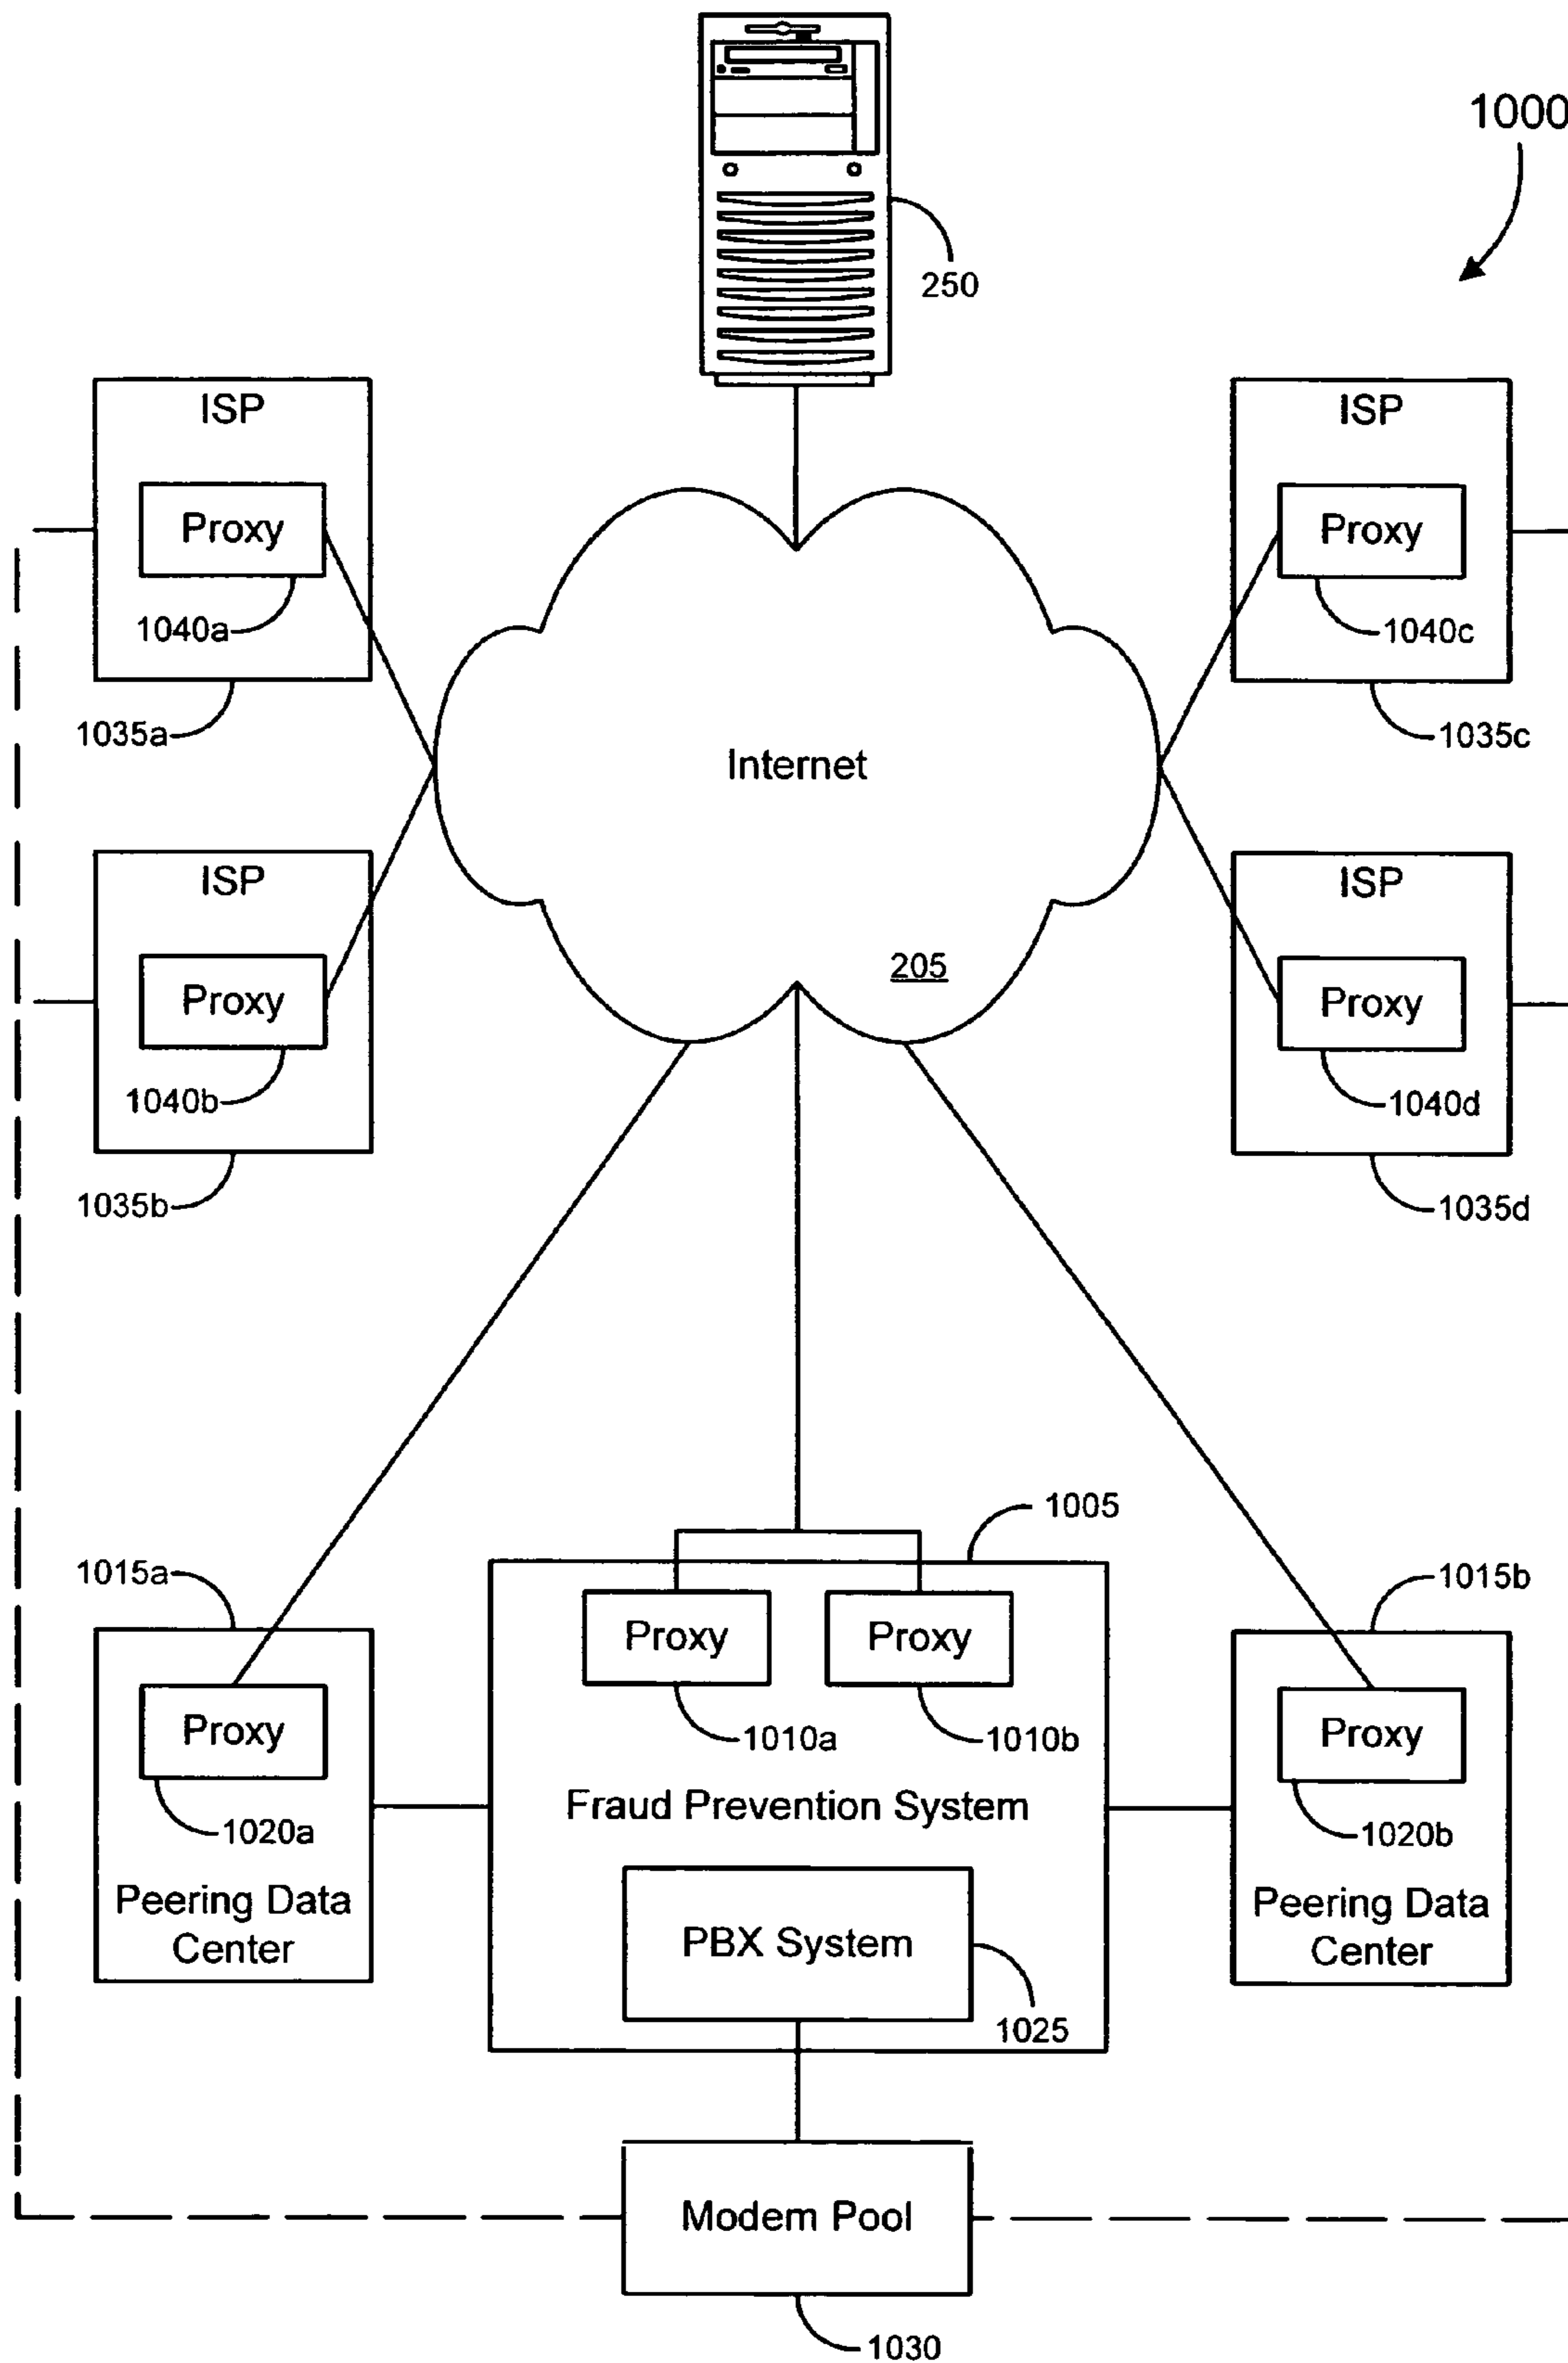 1000
250
ISP
Proxy
1040a
1035a
ISP
Proxy
1040c
1035c
Internet
205
ISP
Proxy
1040b
1035b
ISP
Proxy
1040d
1035d
1005
1015a
Proxy
1020a
Peering Data
Center
Proxy
1010a
Proxy
1010b
Fraud Prevention System
PBX System
1025
1015b
Proxy
1020b
Peering Data
Center
Modem Pool
1030